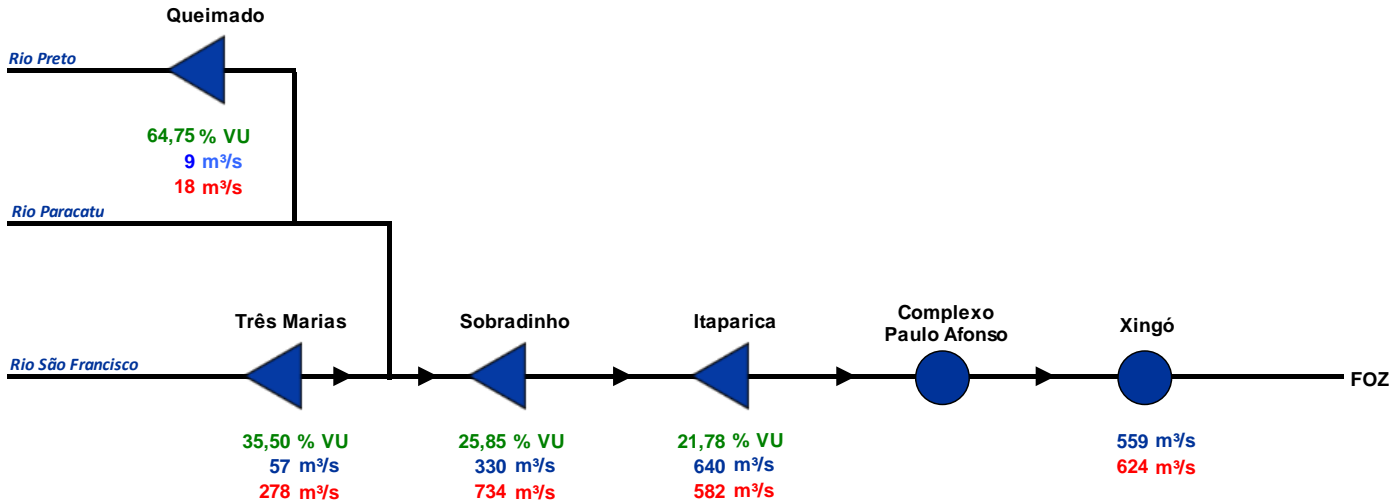 Queimado
Rio Preto
64,75 % VU
9 m³/s
18 m³/s
Rio Paracatu
Três Marias
Sobradinho
Itaparica
Complexo
Paulo Afonso
Xingó
Rio São Francisco
FOZ
35,50 % VU
57 m³/s
278 m³/s
25,85 % VU
330 m³/s
734 m³/s
21,78 % VU
640 m³/s
582 m³/s
559 m³/s
624 m³/s